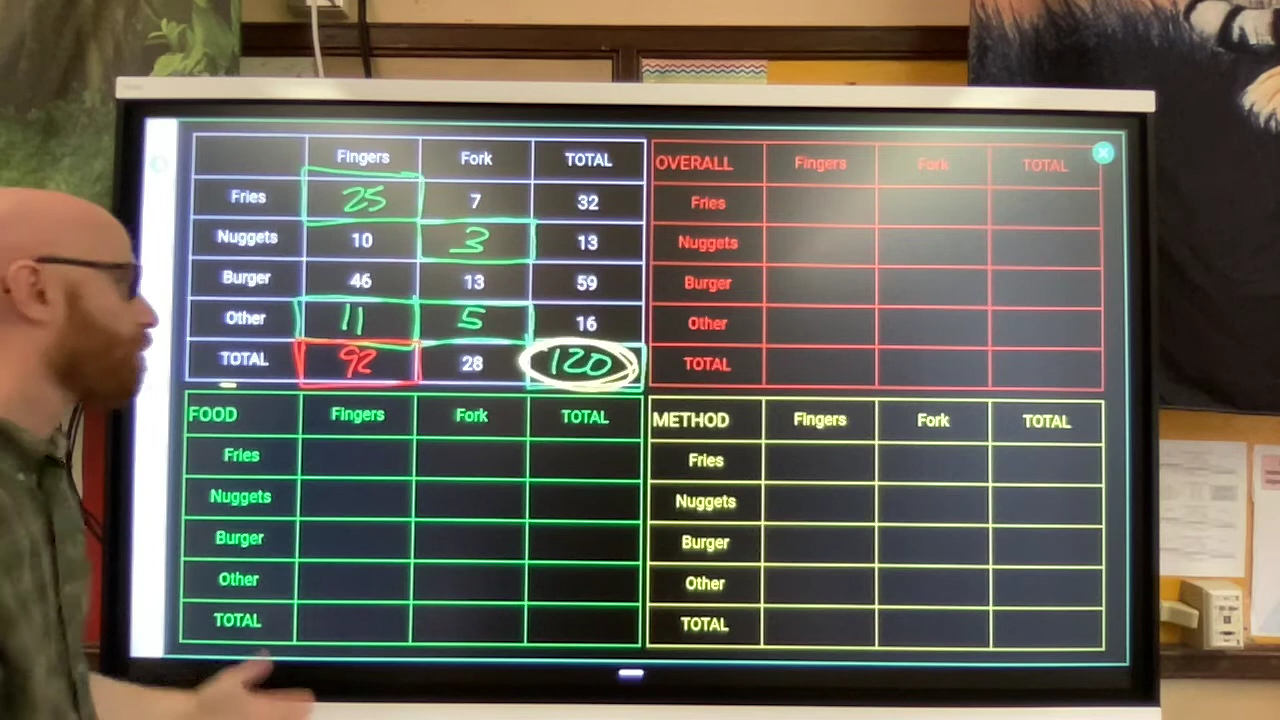 Fingers Fork TOTAL
Fries 25 7 32
Nuggets 10 3 13
Burger 46 13 59
Other 11 5 16
TOTAL 92 28 120
OVERALL Fingers Fork TOTAL
Fries
Nuggets
Burger
Other
TOTAL
FOOD Fingers Fork TOTAL
Fries
Nuggets
Burger
Other
TOTAL
METHOD Fingers Fork TOTAL
Fries
Nuggets
Burger
Other
TOTAL